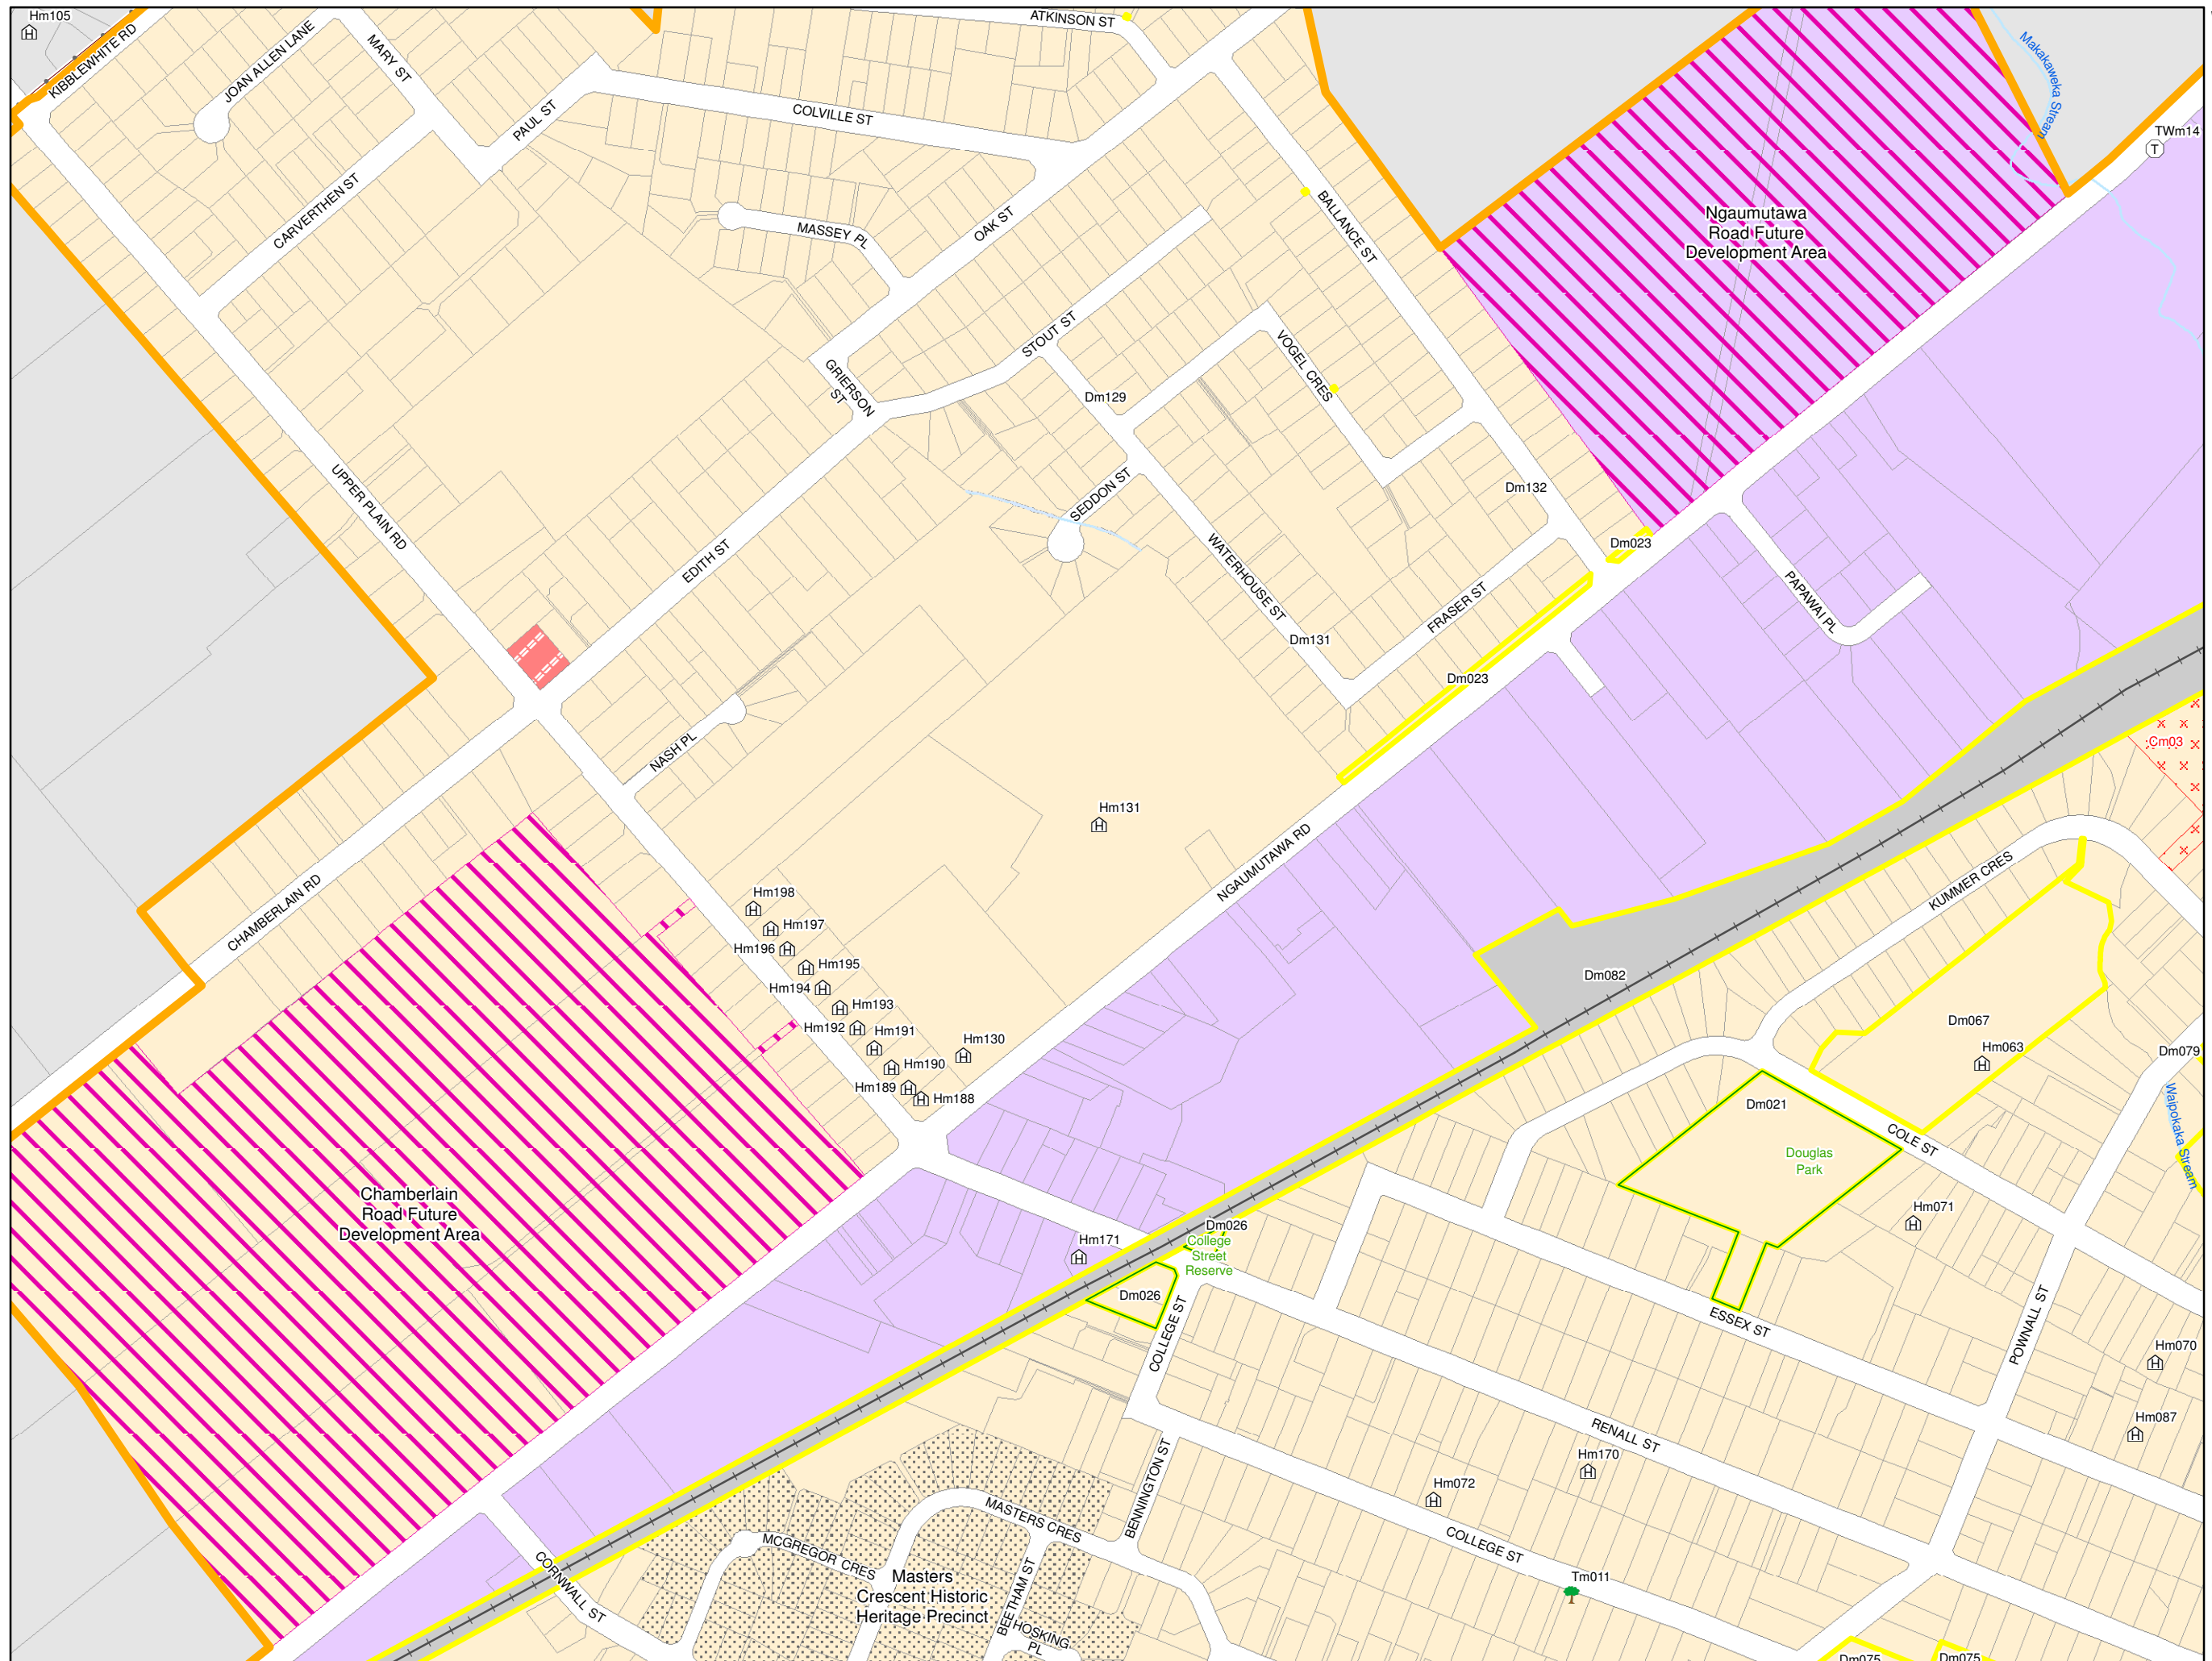 Hm105
KIBBLEWHITE RD
JOAN ALLEN LANE
MARY ST
ATKINSON ST
Makakaweka Stream
TWm14
T
PAUL ST
COLVILLE ST
CARVERTHEN ST
MASSEY PL
OAK ST
BALLANCE ST
Ngaumutawa
Road Future
Development Area
STOUT ST
VOGEL CRES
GRIERSON
ST
Dm129
UPPER PLAIN RD
SEDDON ST
Dm132
EDITH ST
WATERHOUSE ST
Dm023
PAPAWAI PL
FRASER ST
Dm131
Dm023
NASH PL
Cm03
Hm131
NGAUMUTAWA RD
CHAMBERLAIN RD
KUMMER CRES
Hm198
Hm197
Hm196
Hm195
Hm194
Hm193
Hm192
Hm191
Hm190
Hm189
Hm188
Hm130
Dm082
Dm067
Hm063
Dm079
Waipokaka Stream
Dm021
Douglas
Park
COLE ST
Chamberlain
Road Future
Development Area
Hm071
Hm171
Dm026
College
Street
Reserve
Dm026
COLLEGE ST
ESSEX ST
POWNALL ST
Hm070
Hm087
RENALL ST
Hm170
Hm072
BENNINGTON ST
MASTERS CRES
MCGREGOR CRES
COLLEGE ST
CORNWALL ST
Masters
Crescent Historic
Heritage Precinct
BEETHAM ST
HOSKING
PL
Tm011
Dm075
Dm075